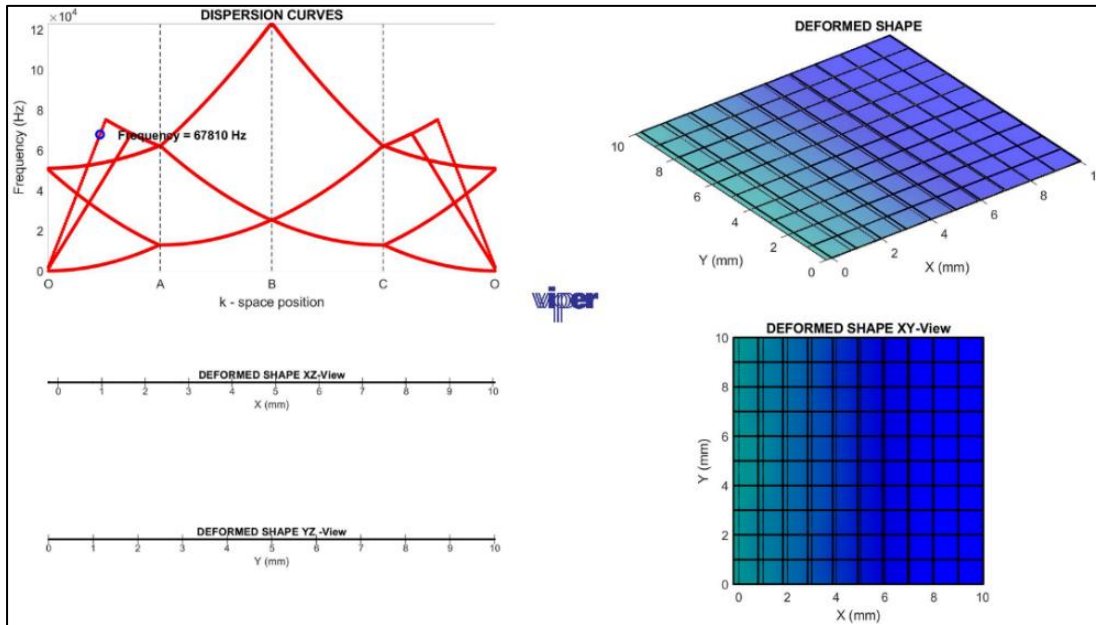 DISPERSION CURVES
×10⁴
12
10
8
6
4
2
0
Frequency (Hz)
Frequency = 67810 Hz
O A B C O
k - space position
DEFORMED SHAPE
10
8
6
4
2
0
Y (mm)
0
2
4
6
8
1
X (mm)
viper
DEFORMED SHAPE XZ-View
0 1 2 3 4 5 6 7 8 9 10
X (mm)
DEFORMED SHAPE YZ -View
0 1 2 3 4 5 6 7 8 9 10
Y (mm)
DEFORMED SHAPE XY-View
10
8
6
4
2
0
Y (mm)
0 2 4 6 8 10
X (mm)